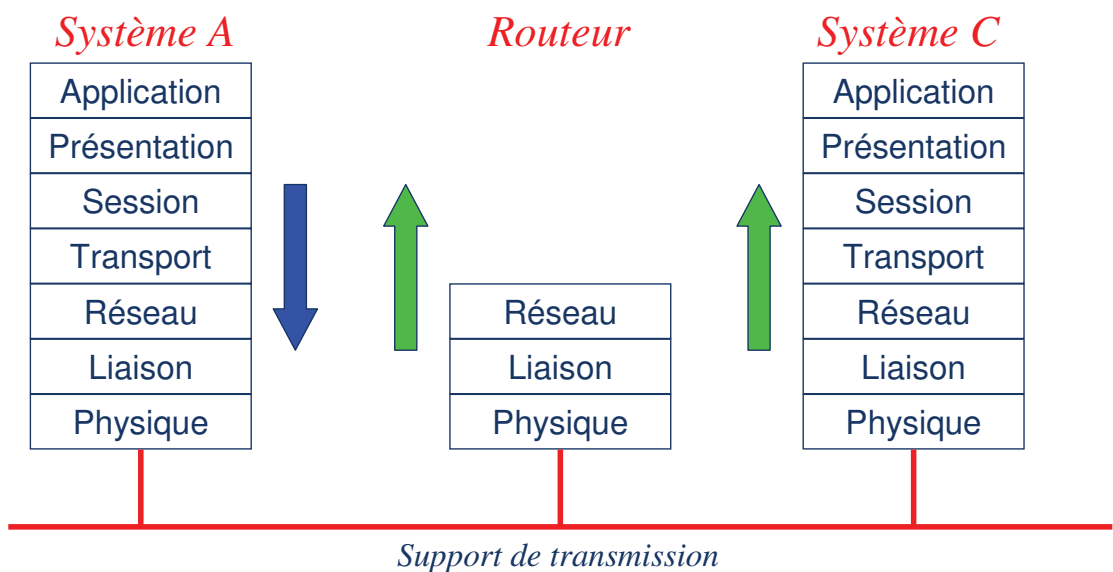 Système A
Routeur
Système C
Application
Présentation
Session
Transport
Réseau
Liaison
Physique
Réseau
Liaison
Physique
Application
Présentation
Session
Transport
Réseau
Liaison
Physique
Support de transmission